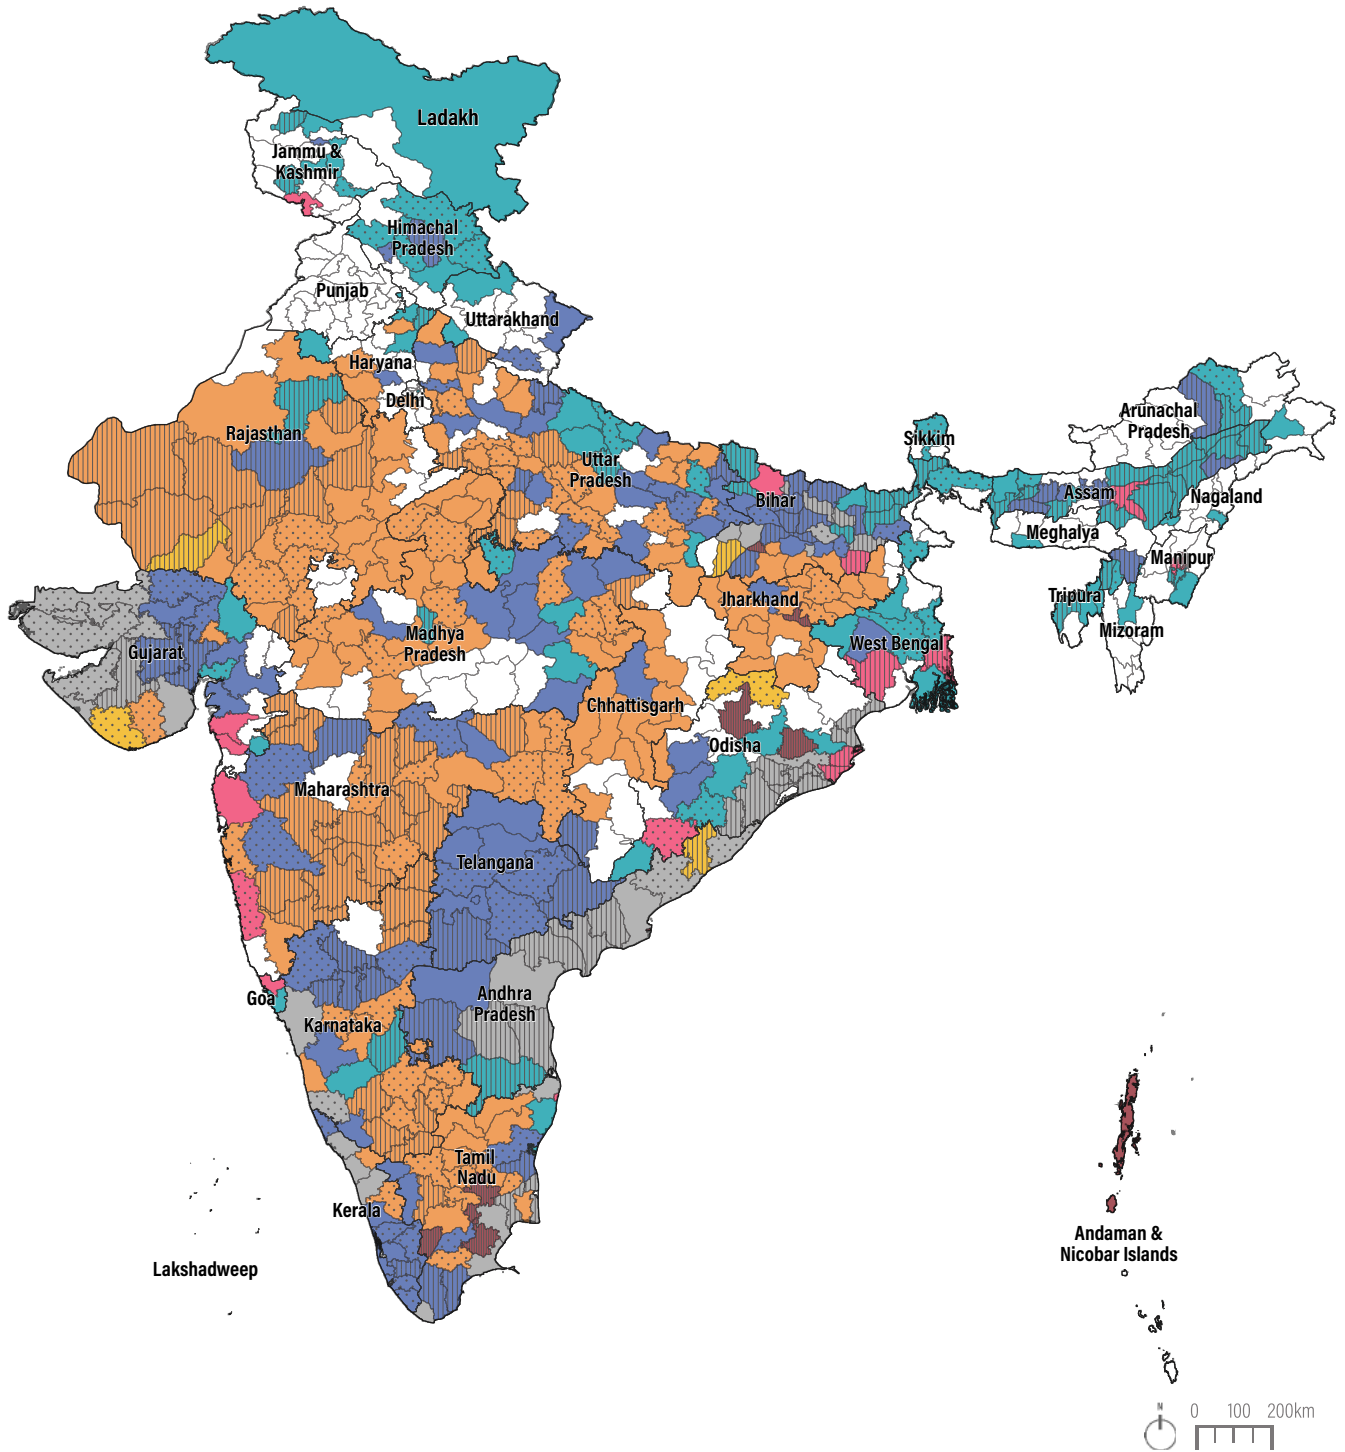 Ladakh
Jammu &
Kashmir
Himachal
Pradesh
Punjab
Uttarakhand
Haryana
Delhi
Arunachal
Pradesh
Rajasthan
Sikkim
Uttar
Pradesh
Bihar
Assam
Nagaland
Meghalya
Manipur
Jharkhand
Tripura
Mizoram
Madhya
Pradesh
West Bengal
Gujarat
Chhattisgarh
Odisha
Maharashtra
Telangana
Goa
Andhra
Pradesh
Karnataka
Tamil
Nadu
Kerala
Andaman &
Nicobar Islands
Lakshadweep
N
0 100 200km